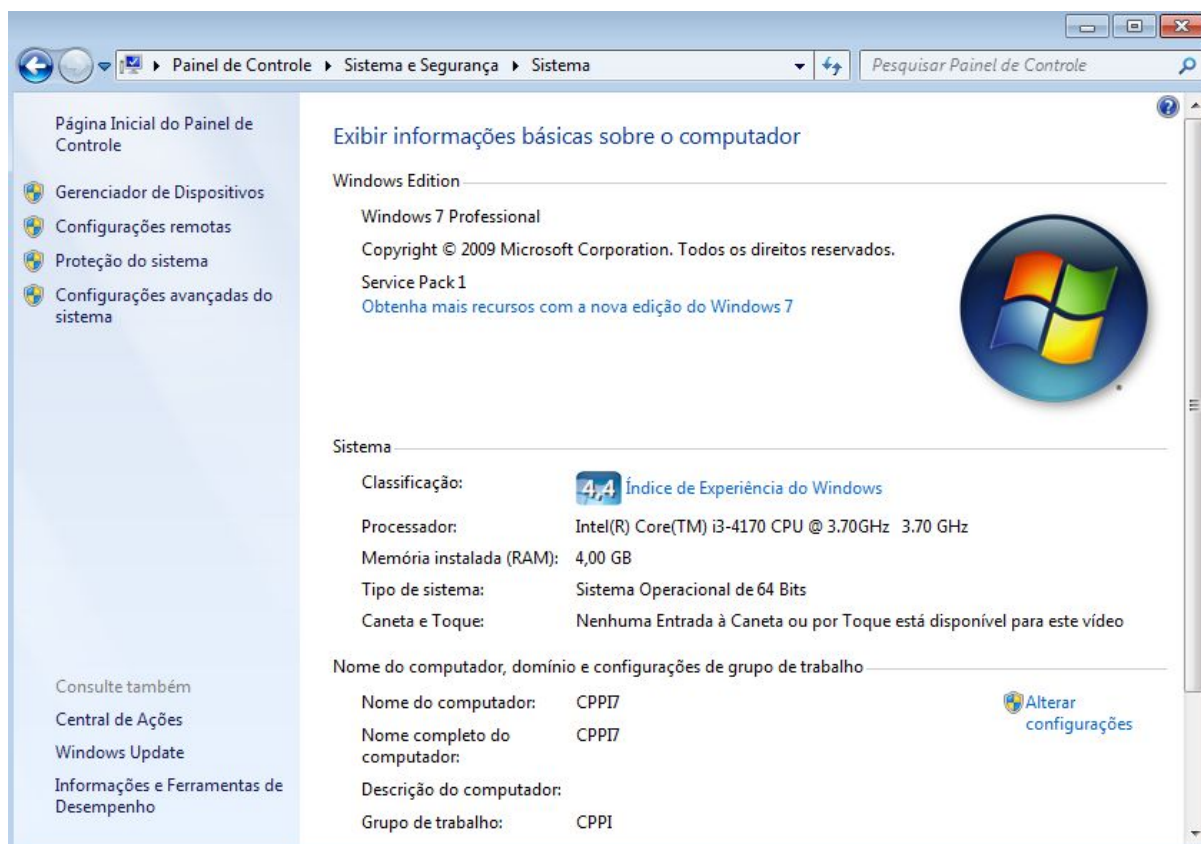 Painel de Controle ▸ Sistema e Segurança ▸ Sistema
Pesquisar Painel de Controle
Página Inicial do Painel de
Controle
Gerenciador de Dispositivos
Configurações remotas
Proteção do sistema
Configurações avançadas do
sistema
Consulte também
Central de Ações
Windows Update
Informações e Ferramentas de
Desempenho
Exibir informações básicas sobre o computador
Windows Edition
Windows 7 Professional
Copyright © 2009 Microsoft Corporation. Todos os direitos reservados.
Service Pack 1
Obtenha mais recursos com a nova edição do Windows 7
Sistema
Classificação: 4,4 Índice de Experiência do Windows
Processador: Intel(R) Core(TM) i3-4170 CPU @ 3.70GHz 3.70 GHz
Memória instalada (RAM): 4,00 GB
Tipo de sistema: Sistema Operacional de 64 Bits
Caneta e Toque: Nenhuma Entrada à Caneta ou por Toque está disponível para este vídeo
Nome do computador, domínio e configurações de grupo de trabalho
Nome do computador: CPPI7
Alterar
configurações
Nome completo do
computador: CPPI7
Descrição do computador:
Grupo de trabalho: CPPI